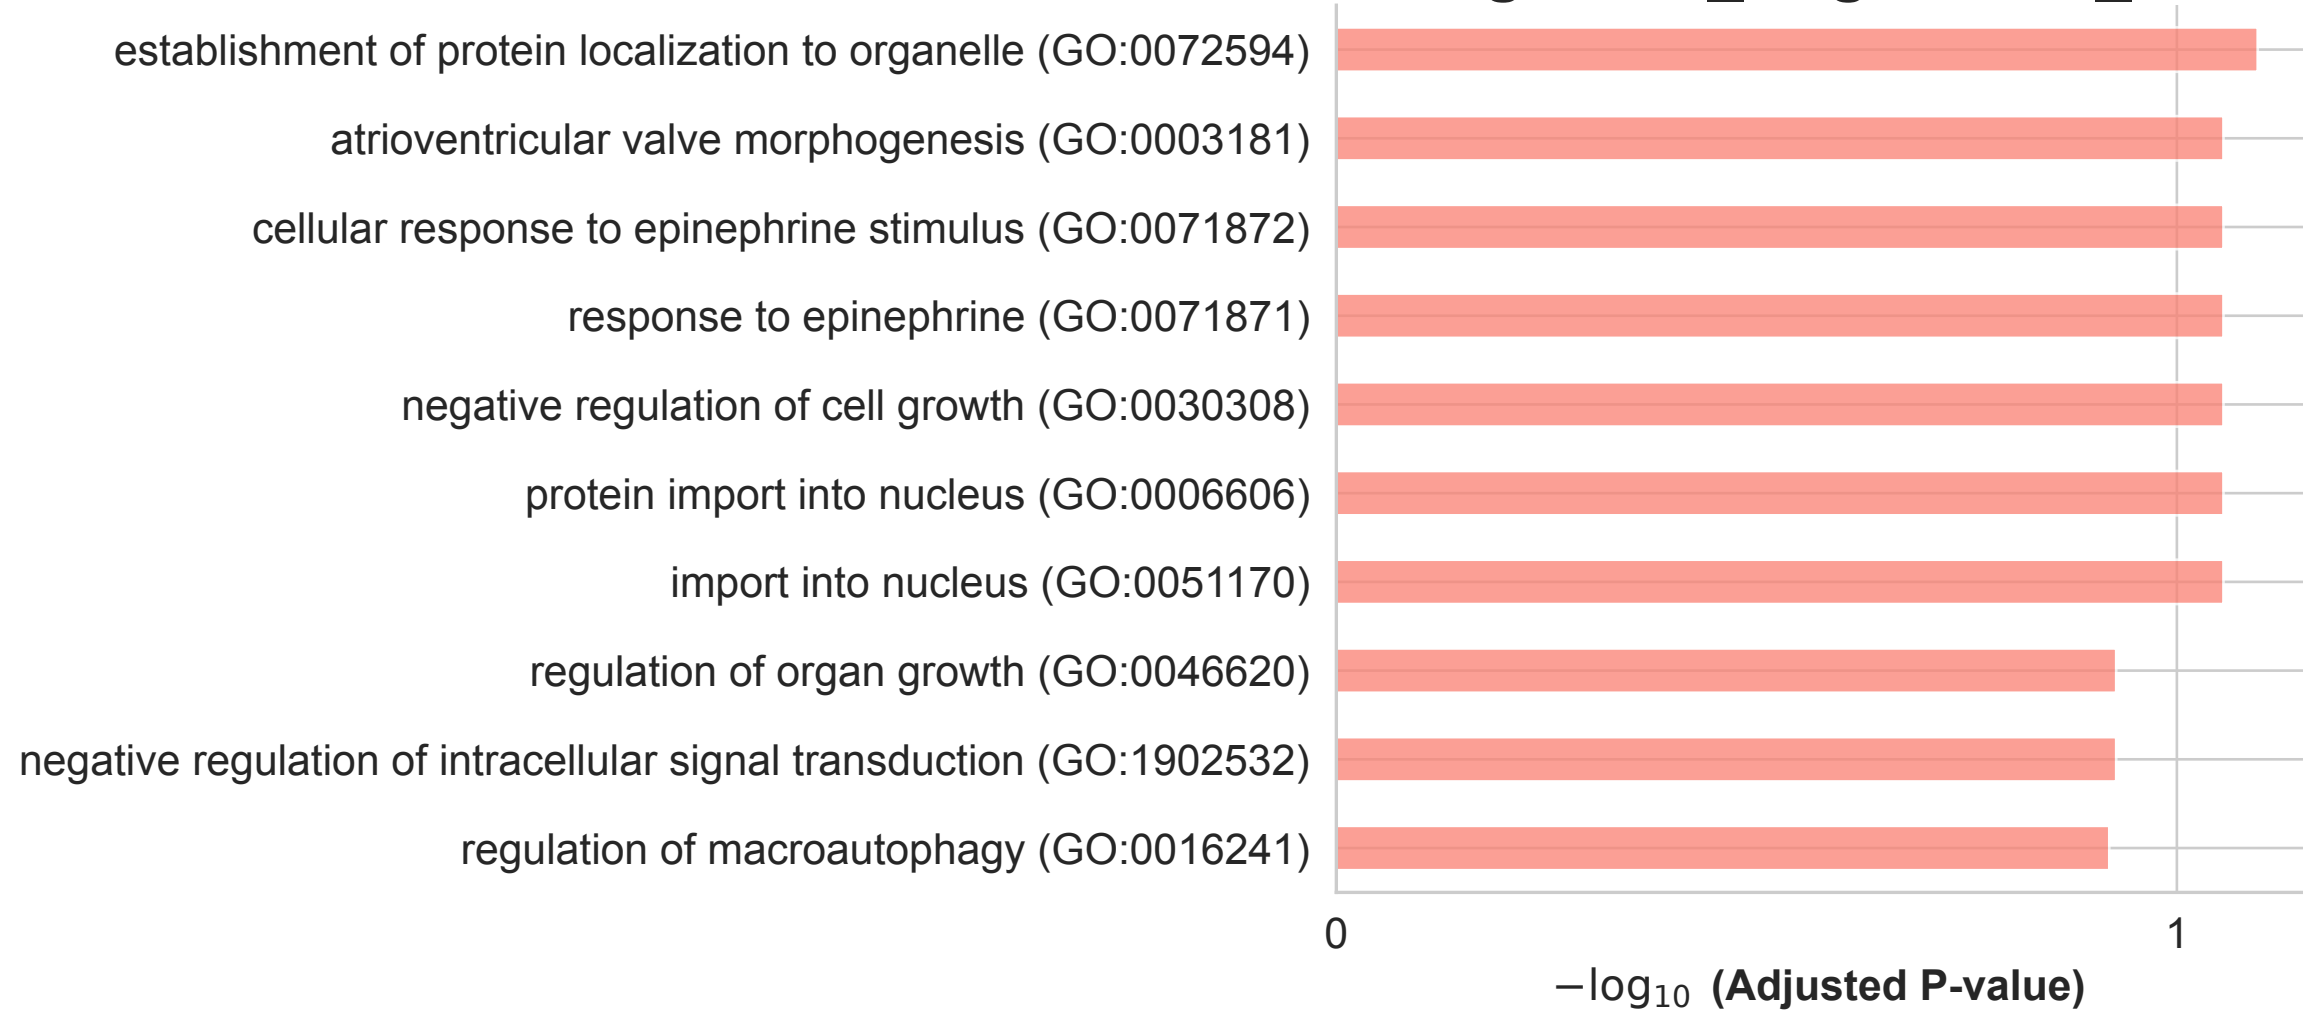 establishment of protein localization to organelle (GO:0072594)
atrioventricular valve morphogenesis (GO:0003181)
cellular response to epinephrine stimulus (GO:0071872)
response to epinephrine (GO:0071871)
negative regulation of cell growth (GO:0030308)
protein import into nucleus (GO:0006606)
import into nucleus (GO:0051170)
regulation of organ growth (GO:0046620)
negative regulation of intracellular signal transduction (GO:1902532)
regulation of macroautophagy (GO:0016241)
0 1
−log₁₀ (Adjusted P-value)